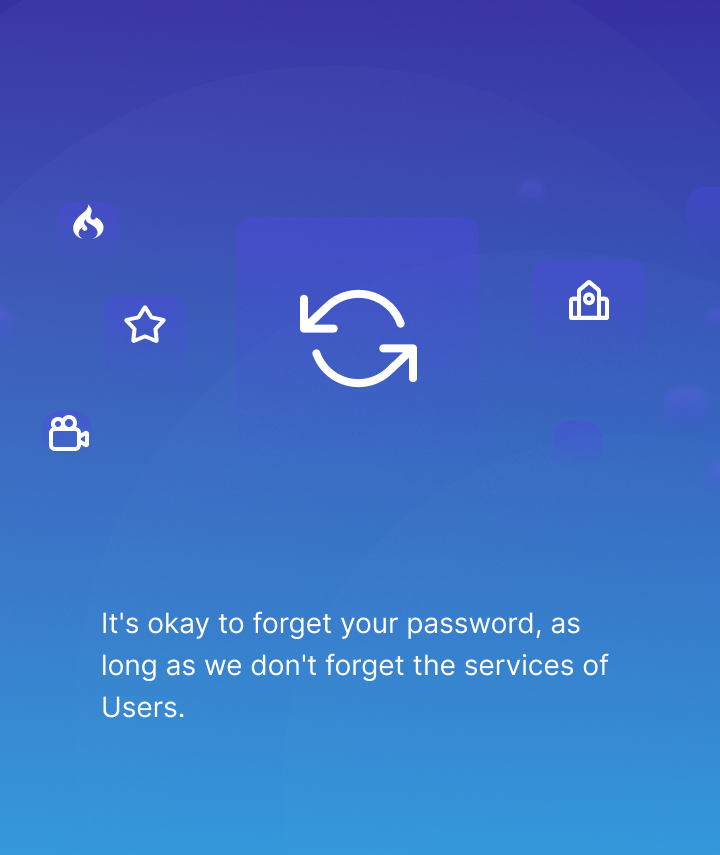 It's okay to forget your password, as
long as we don't forget the services of
Users.